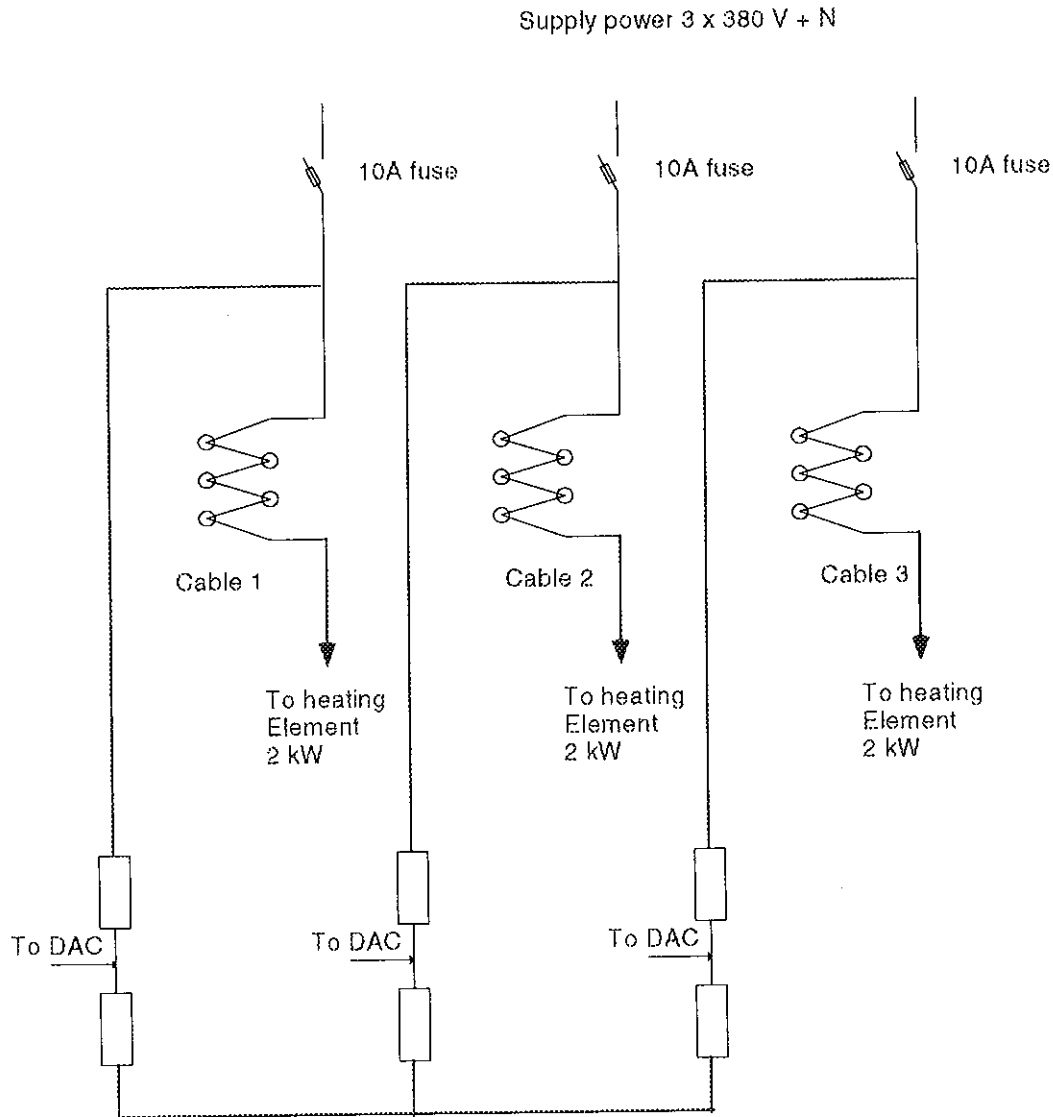 Supply power 3 x 380 V + N
10A fuse
10A fuse
10A fuse
Cable 1
Cable 2
Cable 3
To heating
Element
2 kW
To heating
Element
2 kW
To heating
Element
2 kW
To DAC
To DAC
To DAC